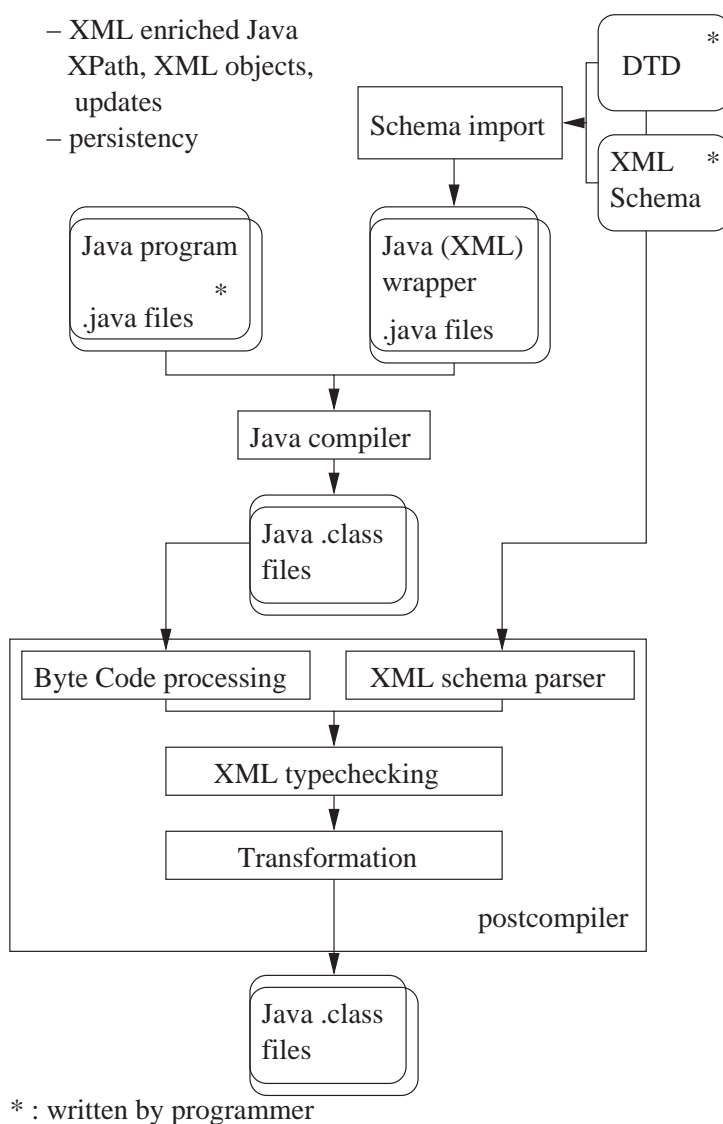 – XML enriched Java
XPath, XML objects,
updates
– persistency
*
DTD
Schema import
XML *
Schema
Java program
*
.java files
Java (XML)
wrapper
.java files
Java compiler
Java .class
files
Byte Code processing
XML schema parser
XML typechecking
Transformation
postcompiler
Java .class
files
* : written by programmer